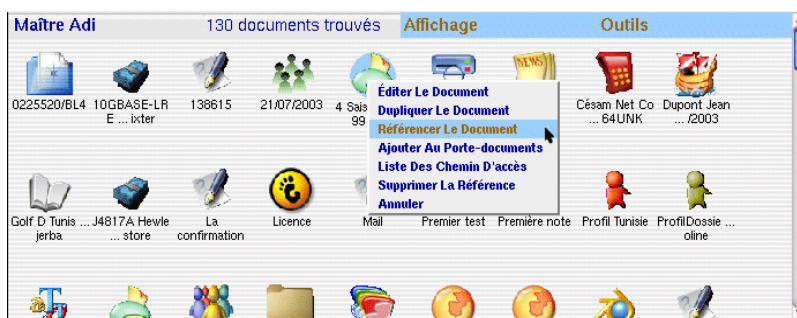 Maître Adi
130 documents trouvés
Affichage
Outils
0225520/BL4
10GBASE-LR
E ... ixter
138615
21/07/2003
4 Sais
99
Césam Net Co
... 64UNK
Dupont Jean
... /2003
NEWS
Éditer Le Document
Dupliquer Le Document
Référencer Le Document
Ajouter Au Porte-documents
Liste Des Chemin D'accès
Supprimer La Référence
Annuler
Golf D Tunis ...
jerba
J4817A Hewle
... store
La
confirmation
Licence
Mail
Premier test
Première note
Profil Tunisie
ProfilDossie ...
oline